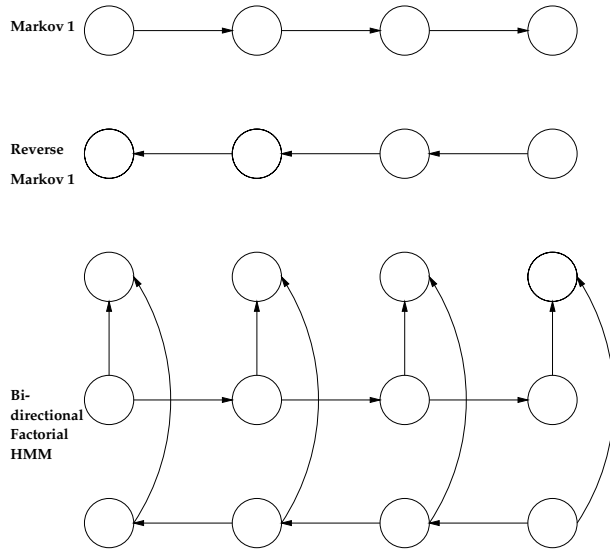 Markov 1
Reverse
Markov 1
Bi-
directional
Factorial
HMM